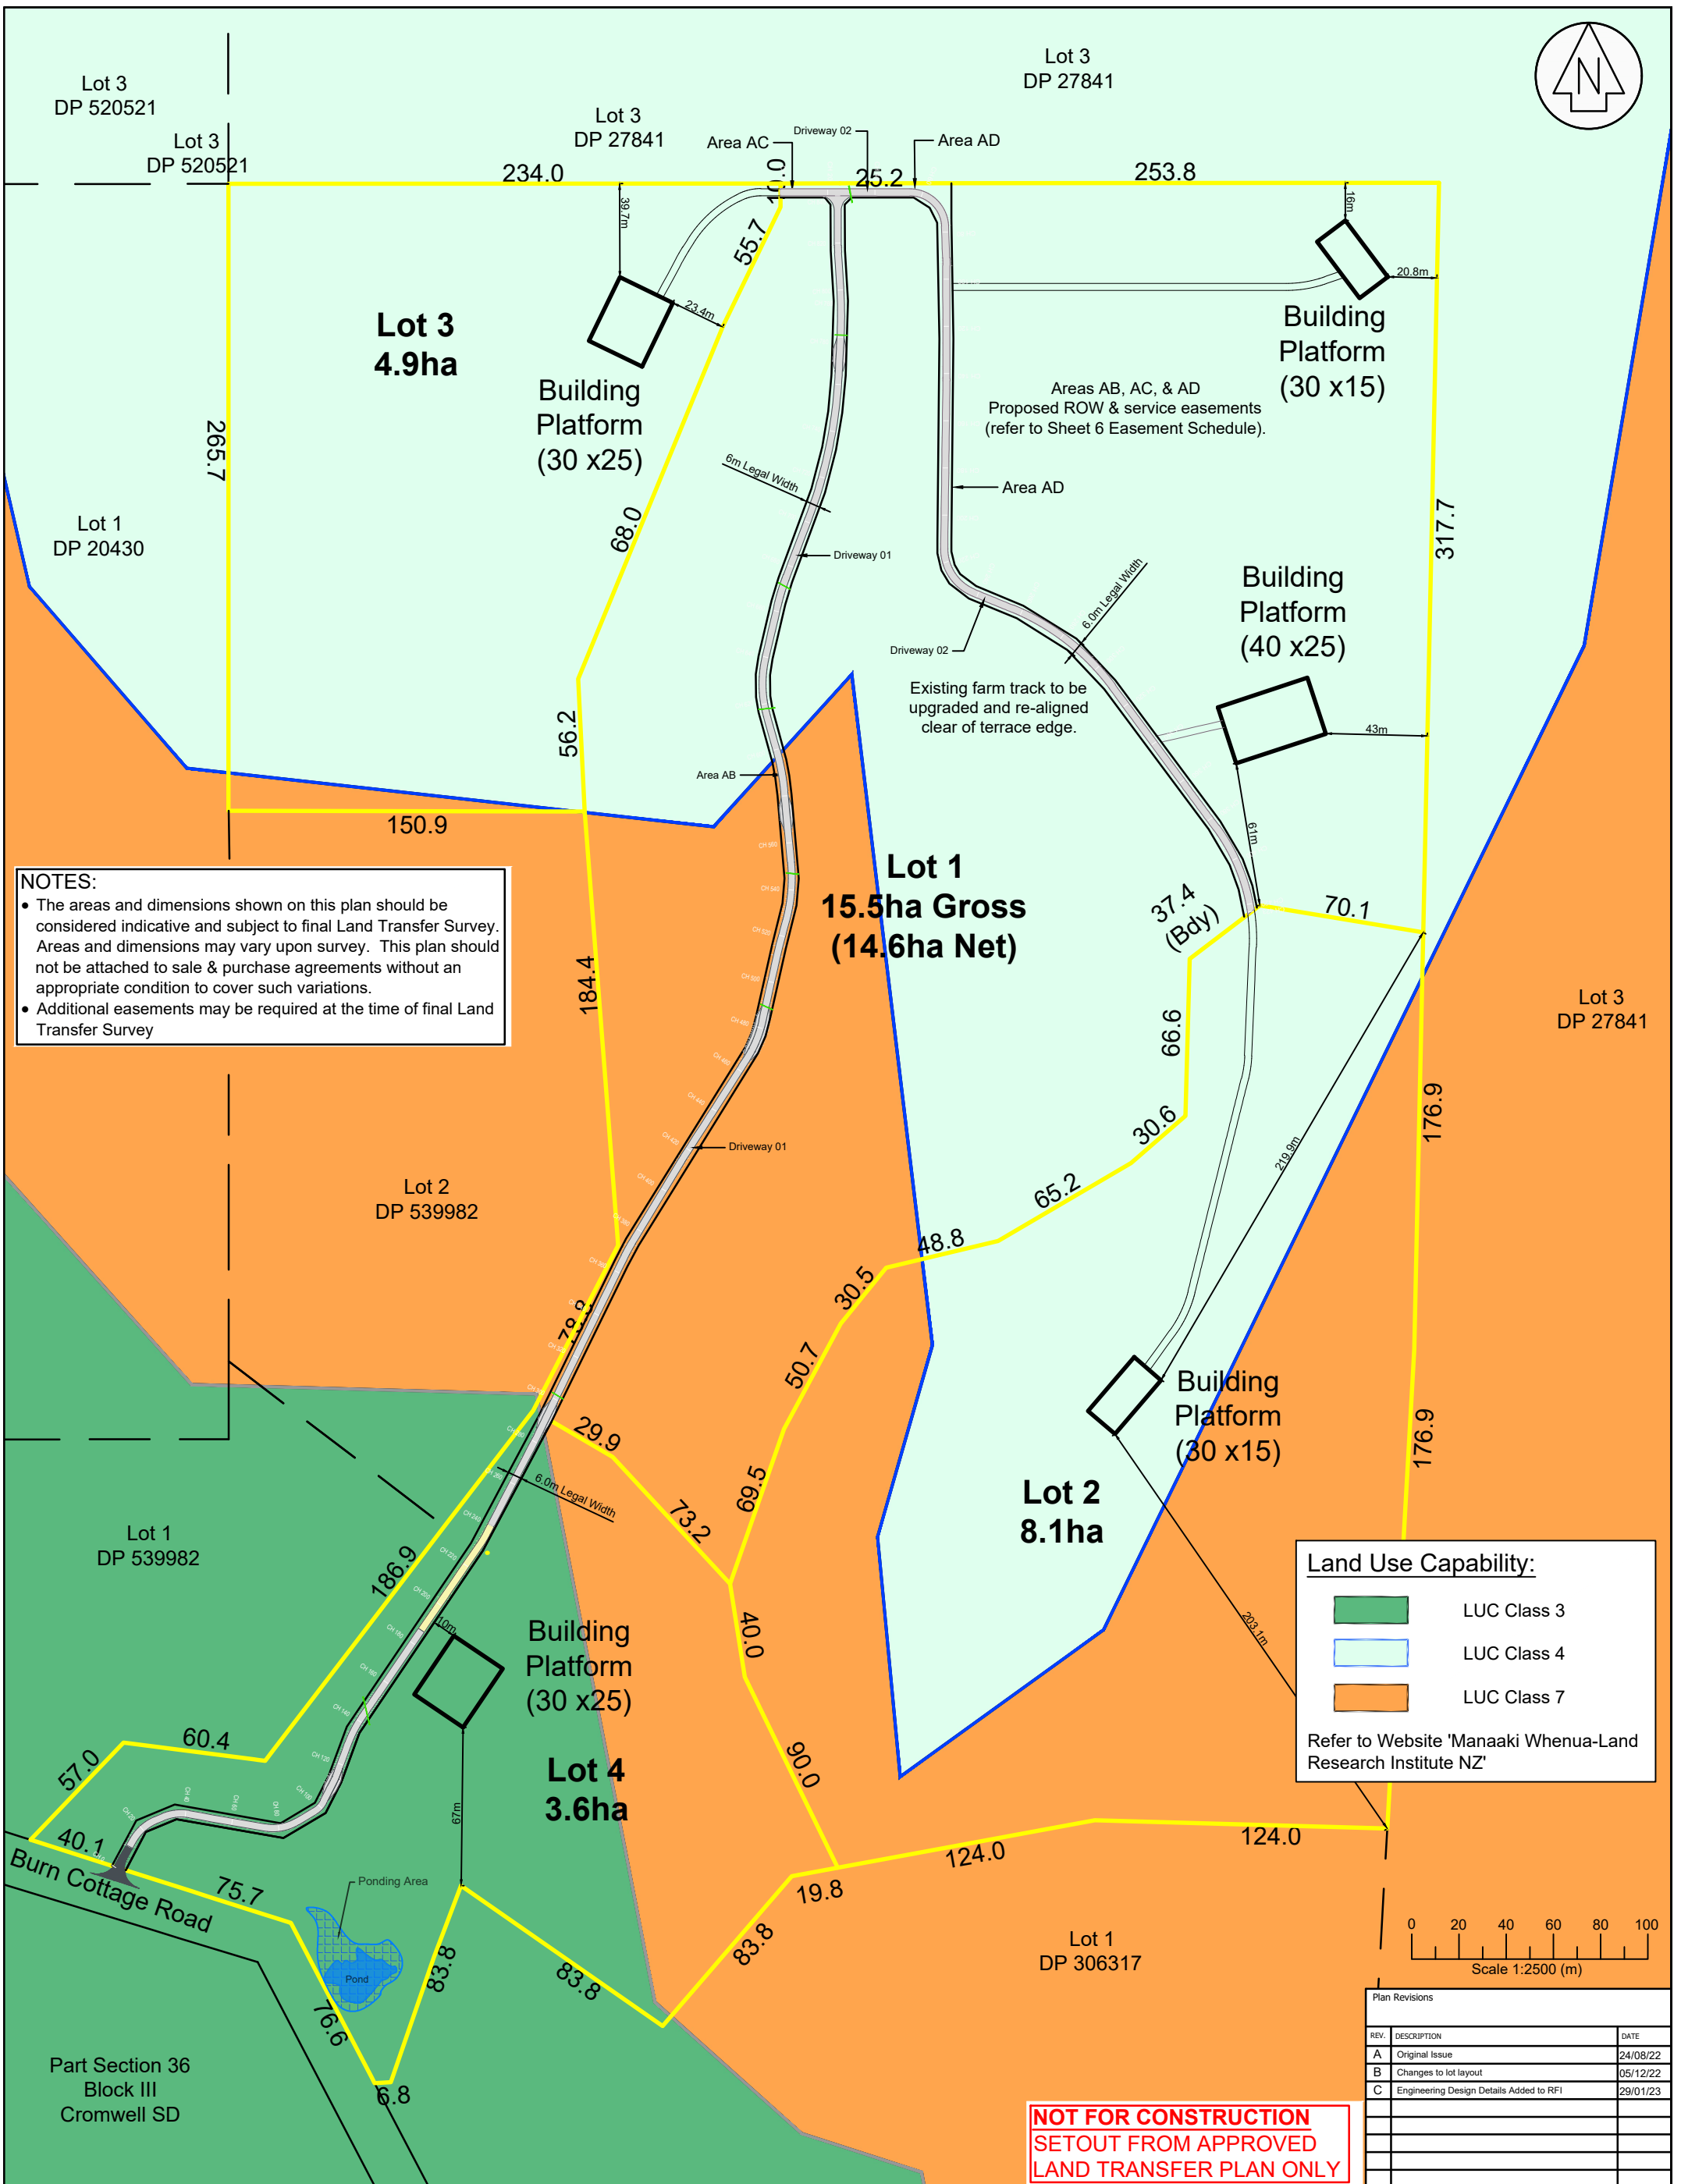 Lot 3
DP 520521
Lot 3
DP 520521
Lot 3
DP 27841
Lot 3
DP 27841
N
Area AC
Driveway 02
Area AD
234.0
10.0
25.2
253.8
39.7m
55.7
23.4m
16m
20.8m
Lot 3
4.9ha
Building
Platform
(30 x25)
Building
Platform
(30 x15)
Areas AB, AC, & AD
Proposed ROW & service easements
(refer to Sheet 6 Easement Schedule).
265.7
6m Legal Width
Area AD
68.0
Lot 1
DP 20430
Driveway 01
317.7
6.0m Legal Width
Building
Platform
(40 x25)
Driveway 02
Existing farm track to be
upgraded and re-aligned
clear of terrace edge.
56.2
43m
Area AB
150.9
61m
NOTES:
• The areas and dimensions shown on this plan should be
considered indicative and subject to final Land Transfer Survey.
Areas and dimensions may vary upon survey. This plan should
not be attached to sale & purchase agreements without an
appropriate condition to cover such variations.
• Additional easements may be required at the time of final Land
Transfer Survey
Lot 1
15.5ha Gross
(14.6ha Net)
37.4
(Bdy)
70.1
184.4
66.6
Lot 3
DP 27841
176.9
30.6
219.9m
Driveway 01
65.2
Lot 2
DP 539982
48.8
30.5
78.8
50.7
Building
Platform
(30 x15)
29.9
176.9
69.5
6.0m Legal Width
73.2
Lot 2
8.1ha
Lot 1
DP 539982
186.9
10m
40.0
203.1m
Building
Platform
(30 x25)
Land Use Capability:
LUC Class 3
LUC Class 4
LUC Class 7
Refer to Website 'Manaaki Whenua-Land
Research Institute NZ'
60.4
57.0
90.0
Lot 4
3.6ha
67m
40.1
Burn Cottage Road
75.7
124.0
124.0
19.8
Ponding Area
Pond
83.8
83.8
83.8
76.6
6.8
Lot 1
DP 306317
0 20 40 60 80 100
Scale 1:2500 (m)
Part Section 36
Block III
Cromwell SD
NOT FOR CONSTRUCTION
SETOUT FROM APPROVED
LAND TRANSFER PLAN ONLY
Plan Revisions
REV. DESCRIPTION DATE
A Original Issue 24/08/22
B Changes to lot layout 05/12/22
C Engineering Design Details Added to RFI 29/01/23